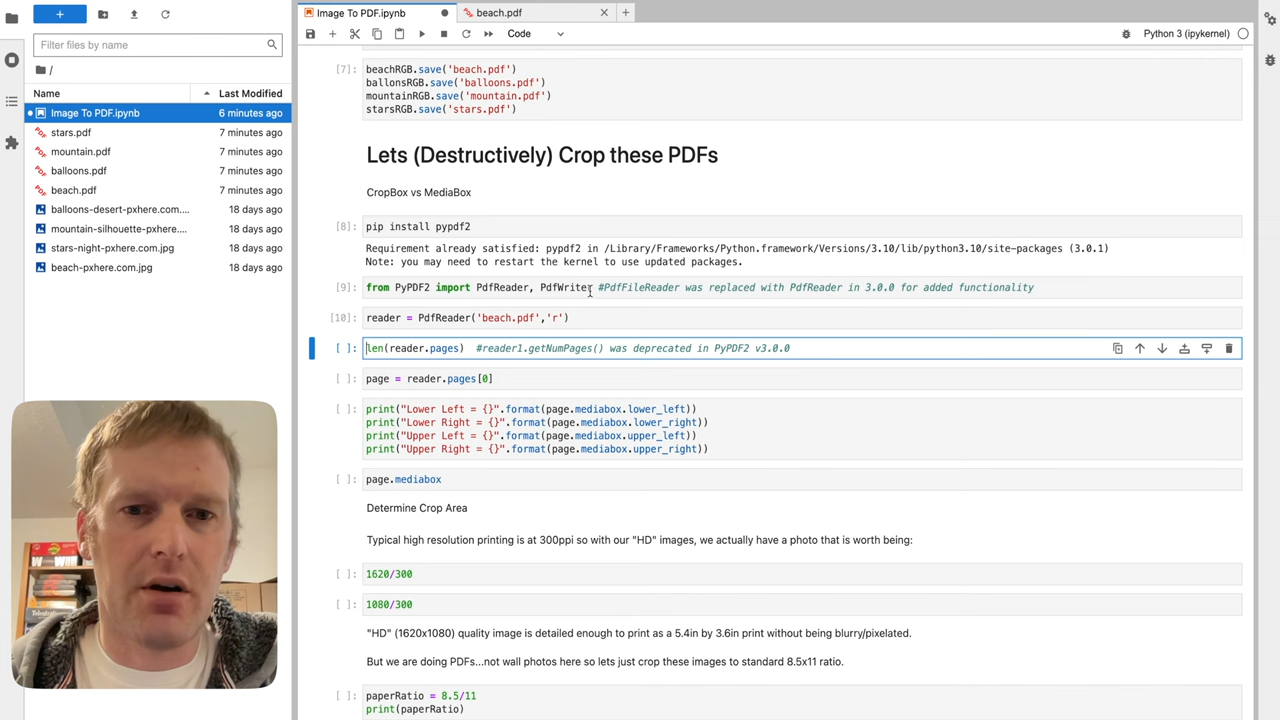 Image To PDF.ipynb
beach.pdf
Filter files by name
Code
Python 3 (ipykernel)
/
Name
Last Modified
Image To PDF.ipynb
6 minutes ago
stars.pdf
7 minutes ago
mountain.pdf
7 minutes ago
balloons.pdf
7 minutes ago
beach.pdf
7 minutes ago
balloons-desert-pxhere.com....
18 days ago
mountain-silhouette-pxhere....
18 days ago
stars-night-pxhere.com.jpg
18 days ago
beach-pxhere.com.jpg
18 days ago
[7]:
beachRGB.save('beach.pdf')
ballonsRGB.save('balloons.pdf')
mountainRGB.save('mountain.pdf')
starsRGB.save('stars.pdf')
Lets (Destructively) Crop these PDFs
CropBox vs MediaBox
[8]: pip install pypdf2
Requirement already satisfied: pypdf2 in /Library/Frameworks/Python.framework/Versions/3.10/lib/python3.10/site-packages (3.0.1)
Note: you may need to restart the kernel to use updated packages.
[9]: from PyPDF2 import PdfReader, PdfWriter #PdfFileReader was replaced with PdfReader in 3.0.0 for added functionality
[10]: reader = PdfReader('beach.pdf','r')
[ ]: len(reader.pages) #reader1.getNumPages() was deprecated in PyPDF2 v3.0.0
[ ]: page = reader.pages[0]
[ ]: print("Lower Left = {}".format(page.mediabox.lower_left))
print("Lower Right = {}".format(page.mediabox.lower_right))
print("Upper Left = {}".format(page.mediabox.upper_left))
print("Upper Right = {}".format(page.mediabox.upper_right))
[ ]: page.mediabox
Determine Crop Area
Typical high resolution printing is at 300ppi so with our "HD" images, we actually have a photo that is worth being:
[ ]: 1620/300
[ ]: 1080/300
"HD" (1620x1080) quality image is detailed enough to print as a 5.4in by 3.6in print without being blurry/pixelated.
But we are doing PDFs...not wall photos here so lets just crop these images to standard 8.5x11 ratio.
[ ]: paperRatio = 8.5/11
print(paperRatio)